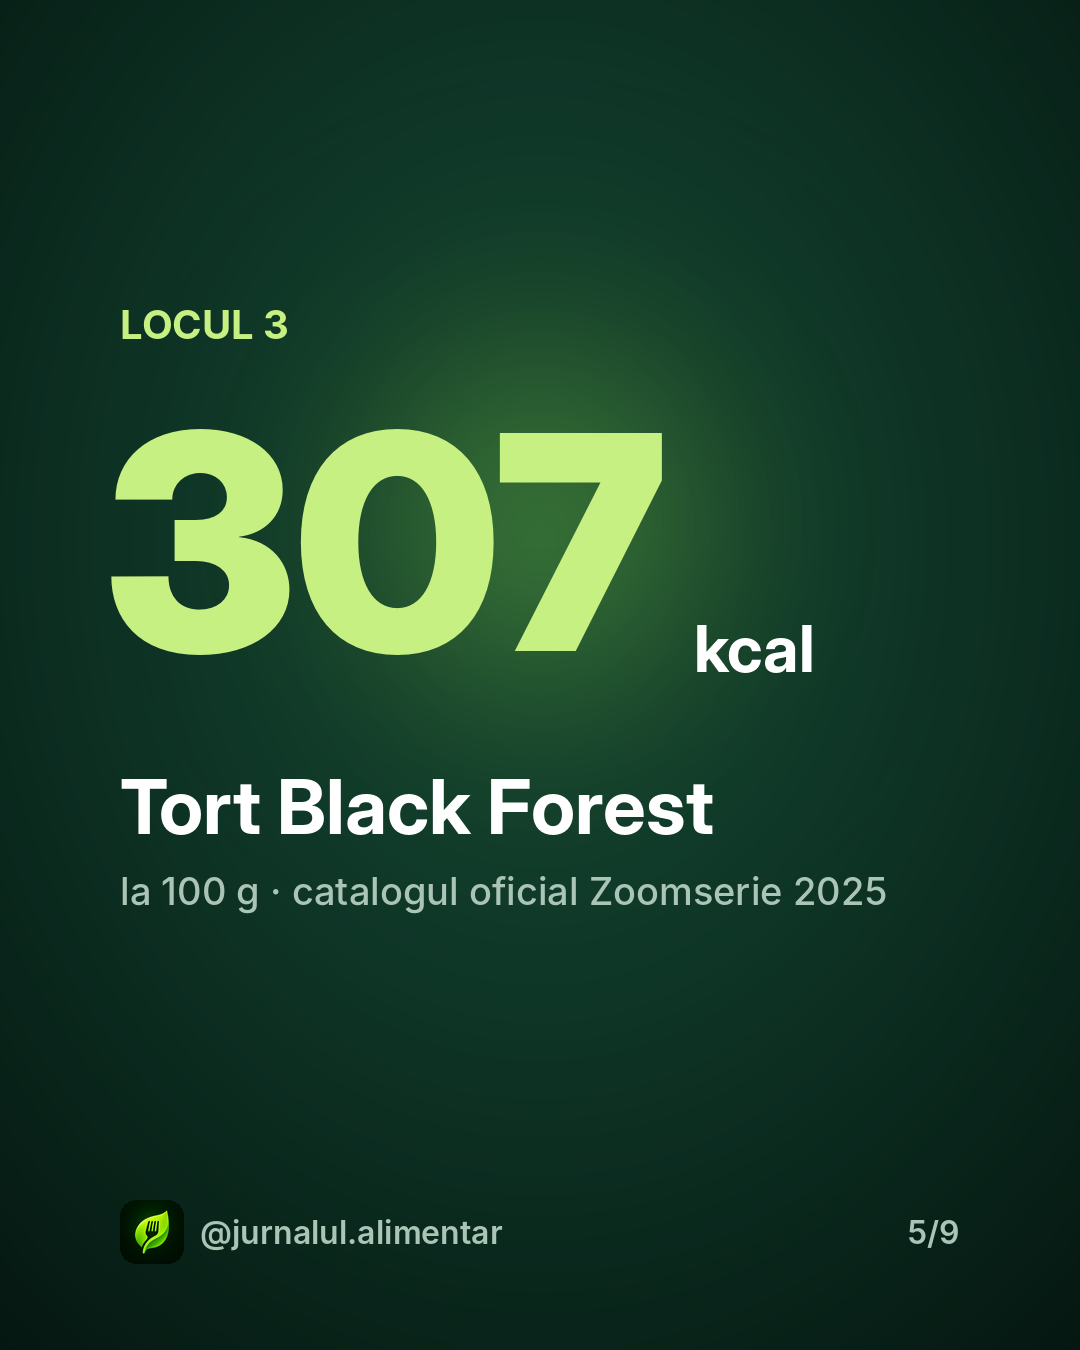 LOCUL 3
307 kcal
Tort Black Forest
la 100 g · catalogul oficial Zoomserie 2025
@jurnalul.alimentar
5/9